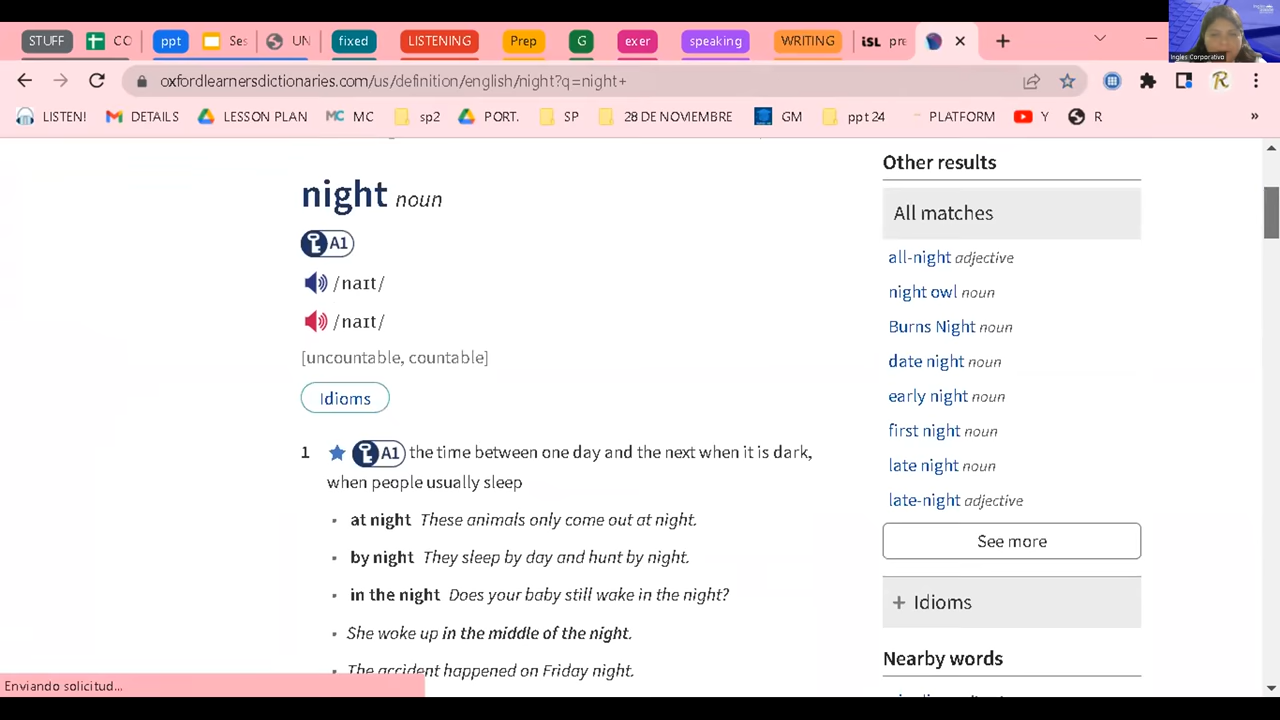 STUFF CO ppt Ses UN fixed LISTENING Prep G exer speaking WRITING iSL pre
Ingles Corporativo
oxfordlearnersdictionaries.com/us/definition/english/night?q=night+
LISTEN! DETAILS LESSON PLAN MC MC sp2 PORT. SP 28 DE NOVIEMBRE GM ppt 24 PLATFORM Y R »
night noun
A1
/naɪt/
/naɪt/
[uncountable, countable]
Idioms
1 A1 the time between one day and the next when it is dark,
when people usually sleep
at night These animals only come out at night.
by night They sleep by day and hunt by night.
in the night Does your baby still wake in the night?
She woke up in the middle of the night.
The accident happened on Friday night.
Enviando solicitud...
Other results
All matches
all-night adjective
night owl noun
Burns Night noun
date night noun
early night noun
first night noun
late night noun
late-night adjective
See more
+ Idioms
Nearby words